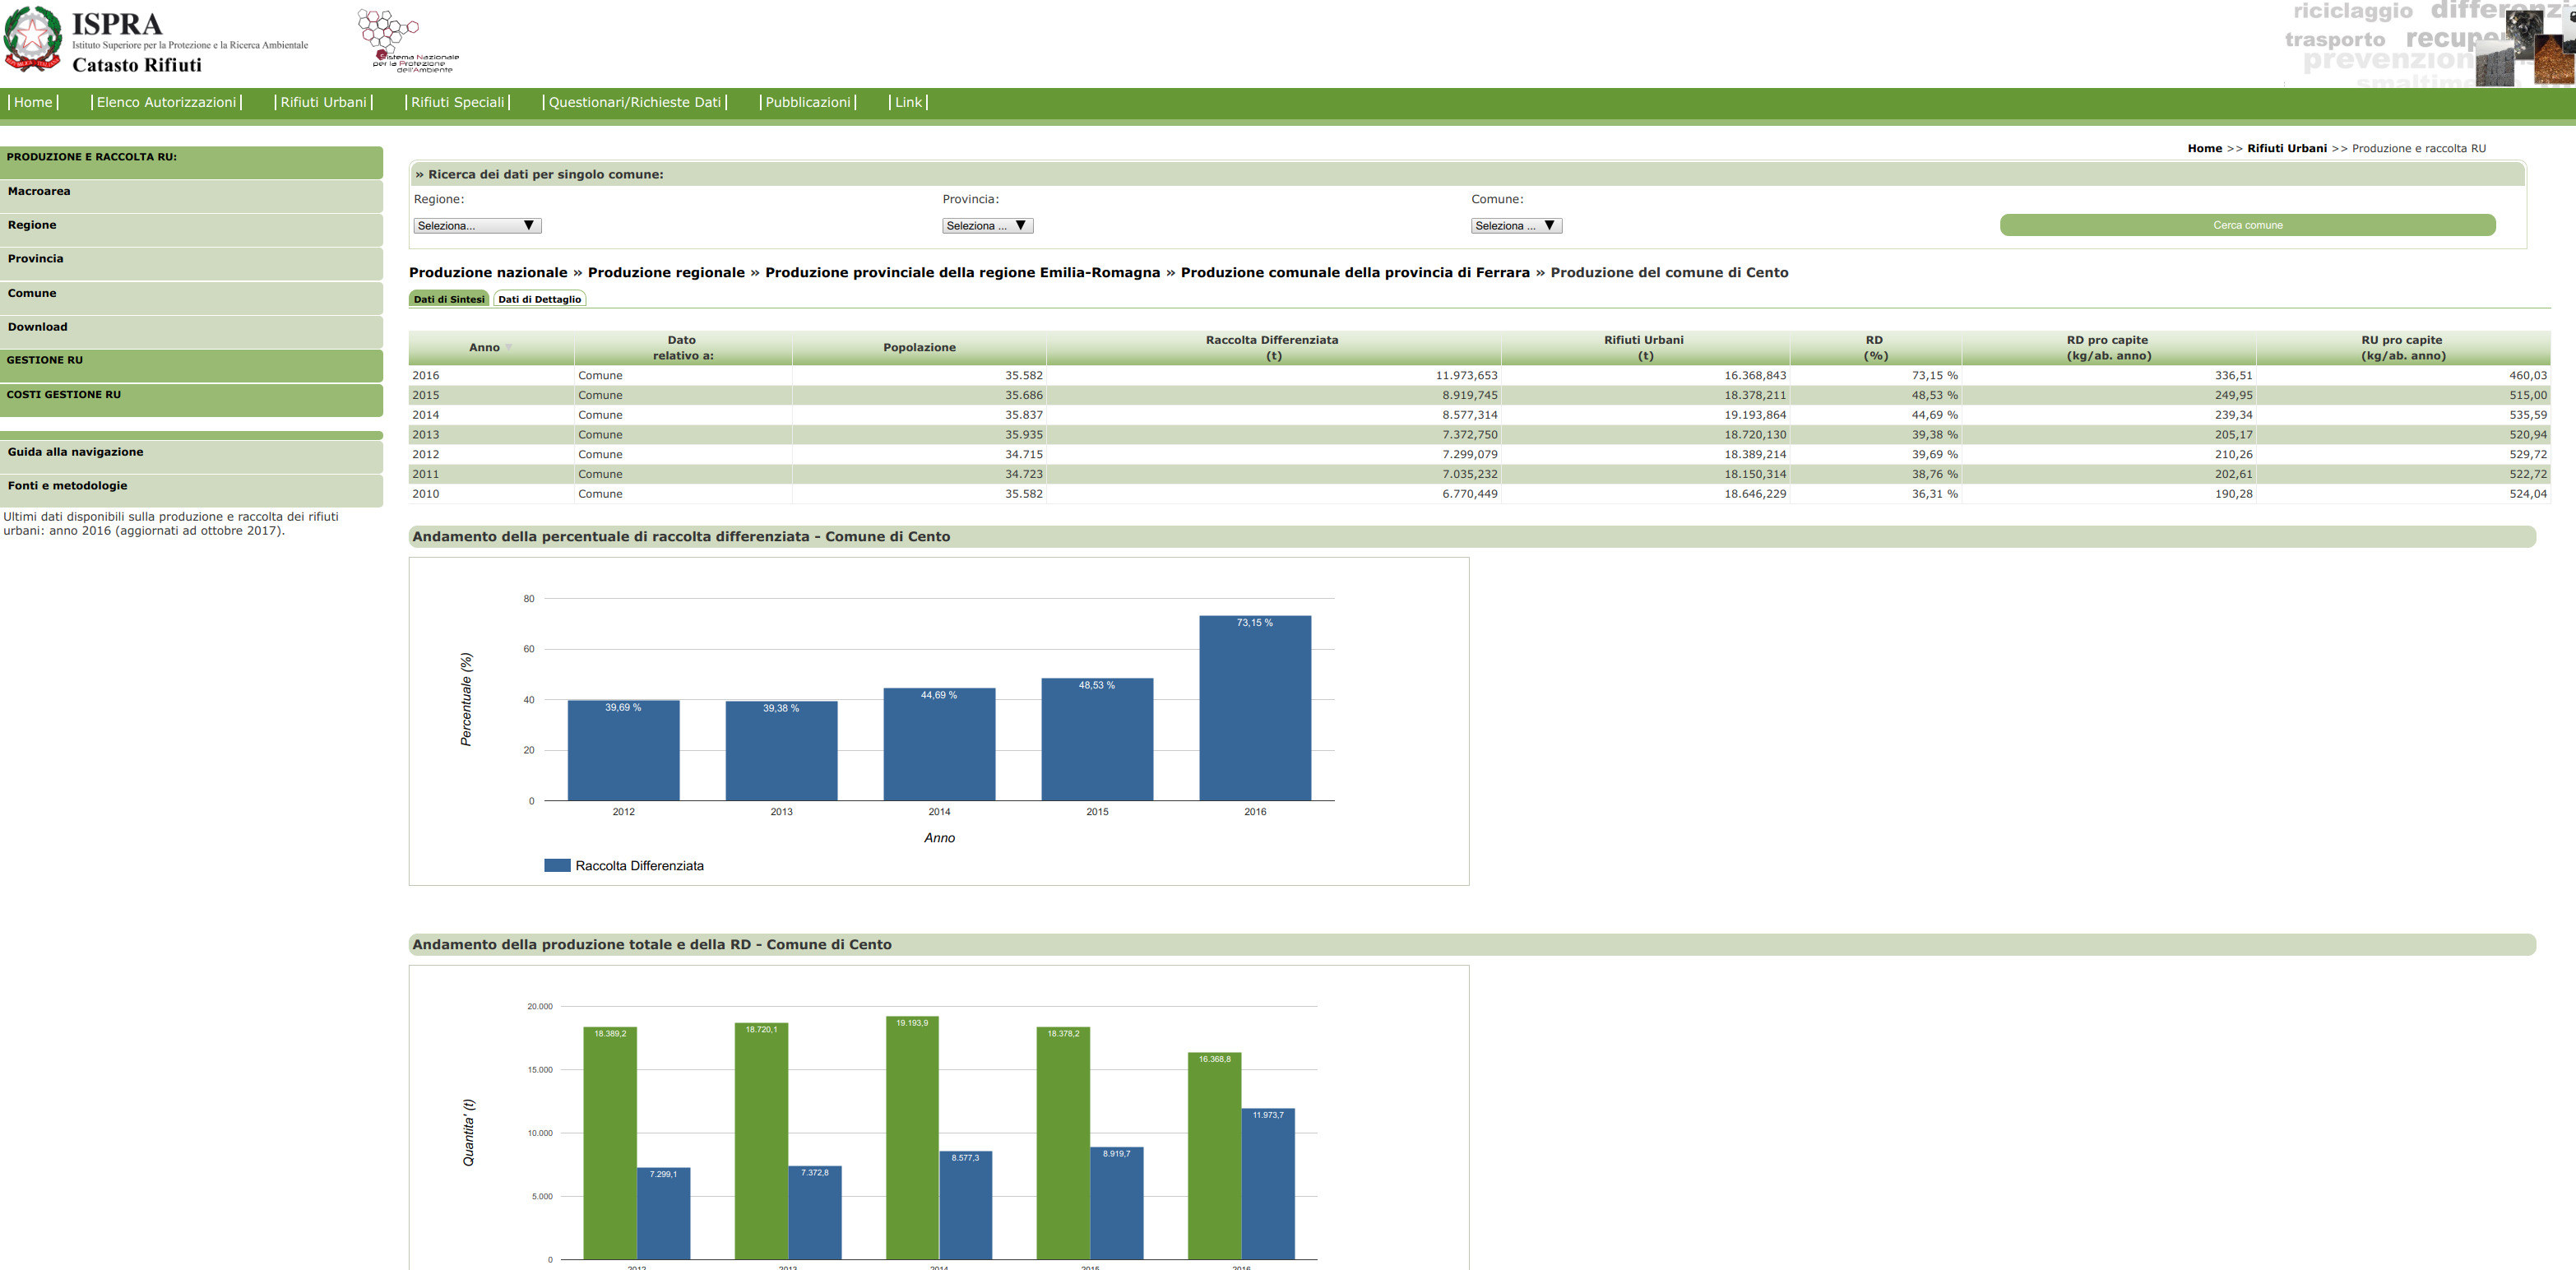 ISPRA
Istituto Superiore per la Protezione e la Ricerca Ambientale
Catasto Rifiuti
Sistema Nazionale
per la Protezione
dell'Ambiente
riciclaggio
trasporto
Home
Elenco Autorizzazioni
Rifiuti Urbani
Rifiuti Speciali
Questionari/Richieste Dati
Pubblicazioni
Link
PRODUZIONE E RACCOLTA RU:
Macroarea
Regione
Provincia
Comune
Download
GESTIONE RU
COSTI GESTIONE RU
Guida alla navigazione
Fonti e metodologie
Ultimi dati disponibili sulla produzione e raccolta dei rifiuti
urbani: anno 2016 (aggiornati ad ottobre 2017).
Home >> Rifiuti Urbani >> Produzione e raccolta RU
» Ricerca dei dati per singolo comune:
Regione: Provincia: Comune:
Seleziona... Seleziona ... Seleziona ... Cerca comune
Produzione nazionale » Produzione regionale » Produzione provinciale della regione Emilia-Romagna » Produzione comunale della provincia di Ferrara » Produzione del comune di Cento
Dati di Sintesi Dati di Dettaglio
Anno Dato relativo a: Popolazione Raccolta Differenziata (t) Rifiuti Urbani (t) RD (%) RD pro capite (kg/ab. anno) RU pro capite (kg/ab. anno)
2016 Comune 35.582 11.973,653 16.368,843 73,15 % 336,51 460,03
2015 Comune 35.686 8.919,745 18.378,211 48,53 % 249,95 515,00
2014 Comune 35.837 8.577,314 19.193,864 44,69 % 239,34 535,59
2013 Comune 35.935 7.372,750 18.720,130 39,38 % 205,17 520,94
2012 Comune 34.715 7.299,079 18.389,214 39,69 % 210,26 529,72
2011 Comune 34.723 7.035,232 18.150,314 38,76 % 202,61 522,72
2010 Comune 35.582 6.770,449 18.646,229 36,31 % 190,28 524,04
Andamento della percentuale di raccolta differenziata - Comune di Cento
Percentuale (%)
80
60
40
20
0
39,69 % 39,38 % 44,69 % 48,53 % 73,15 %
2012 2013 2014 2015 2016
Anno
Raccolta Differenziata
Andamento della produzione totale e della RD - Comune di Cento
Quantita' (t)
20.000
15.000
10.000
5.000
0
18.389,2 18.720,1 19.193,9 18.378,2 16.368,8
7.299,1 7.372,8 8.577,3 8.919,7 11.973,7
2012 2013 2014 2015 2016